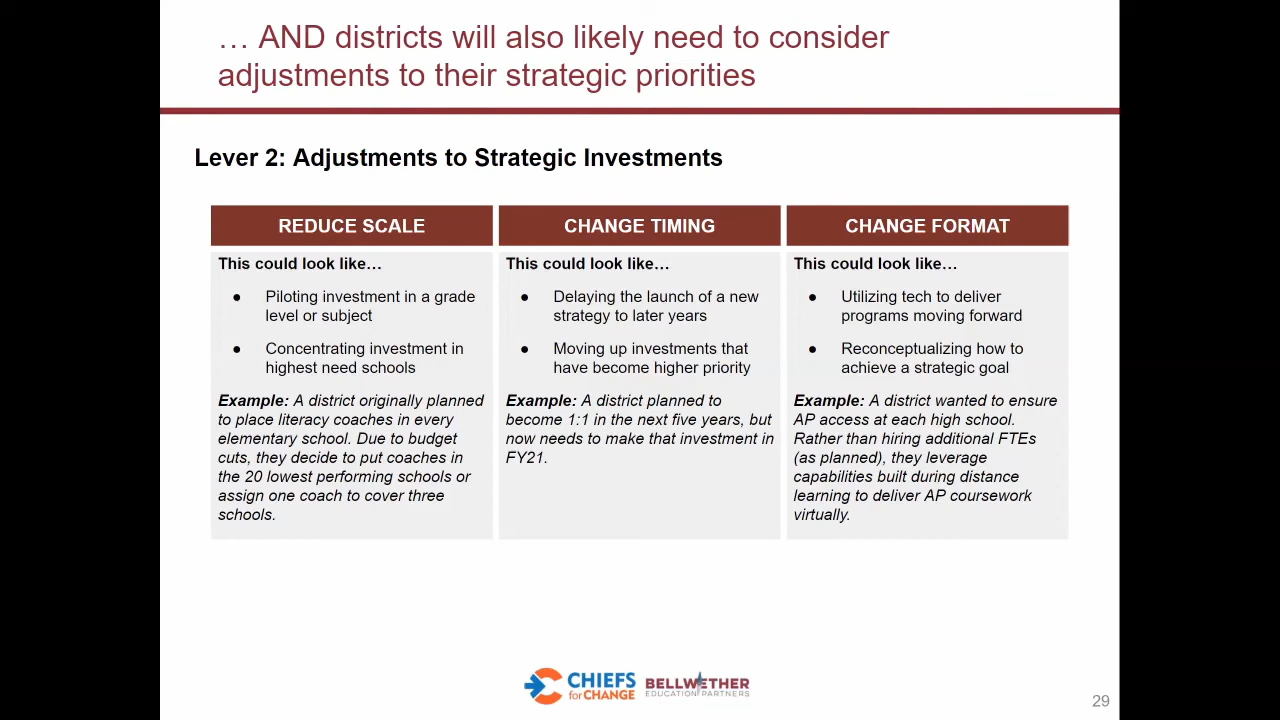 … AND districts will also likely need to consider
adjustments to their strategic priorities
Lever 2: Adjustments to Strategic Investments
REDUCE SCALE
This could look like…
● Piloting investment in a grade
level or subject
● Concentrating investment in
highest need schools
Example: A district originally planned
to place literacy coaches in every
elementary school. Due to budget
cuts, they decide to put coaches in
the 20 lowest performing schools or
assign one coach to cover three
schools.
CHANGE TIMING
This could look like…
● Delaying the launch of a new
strategy to later years
● Moving up investments that
have become higher priority
Example: A district planned to
become 1:1 in the next five years, but
now needs to make that investment in
FY21.
CHANGE FORMAT
This could look like…
● Utilizing tech to deliver
programs moving forward
● Reconceptualizing how to
achieve a strategic goal
Example: A district wanted to ensure
AP access at each high school.
Rather than hiring additional FTEs
(as planned), they leverage
capabilities built during distance
learning to deliver AP coursework
virtually.
CHIEFS
for CHANGE
BELLWETHER
EDUCATION PARTNERS
29